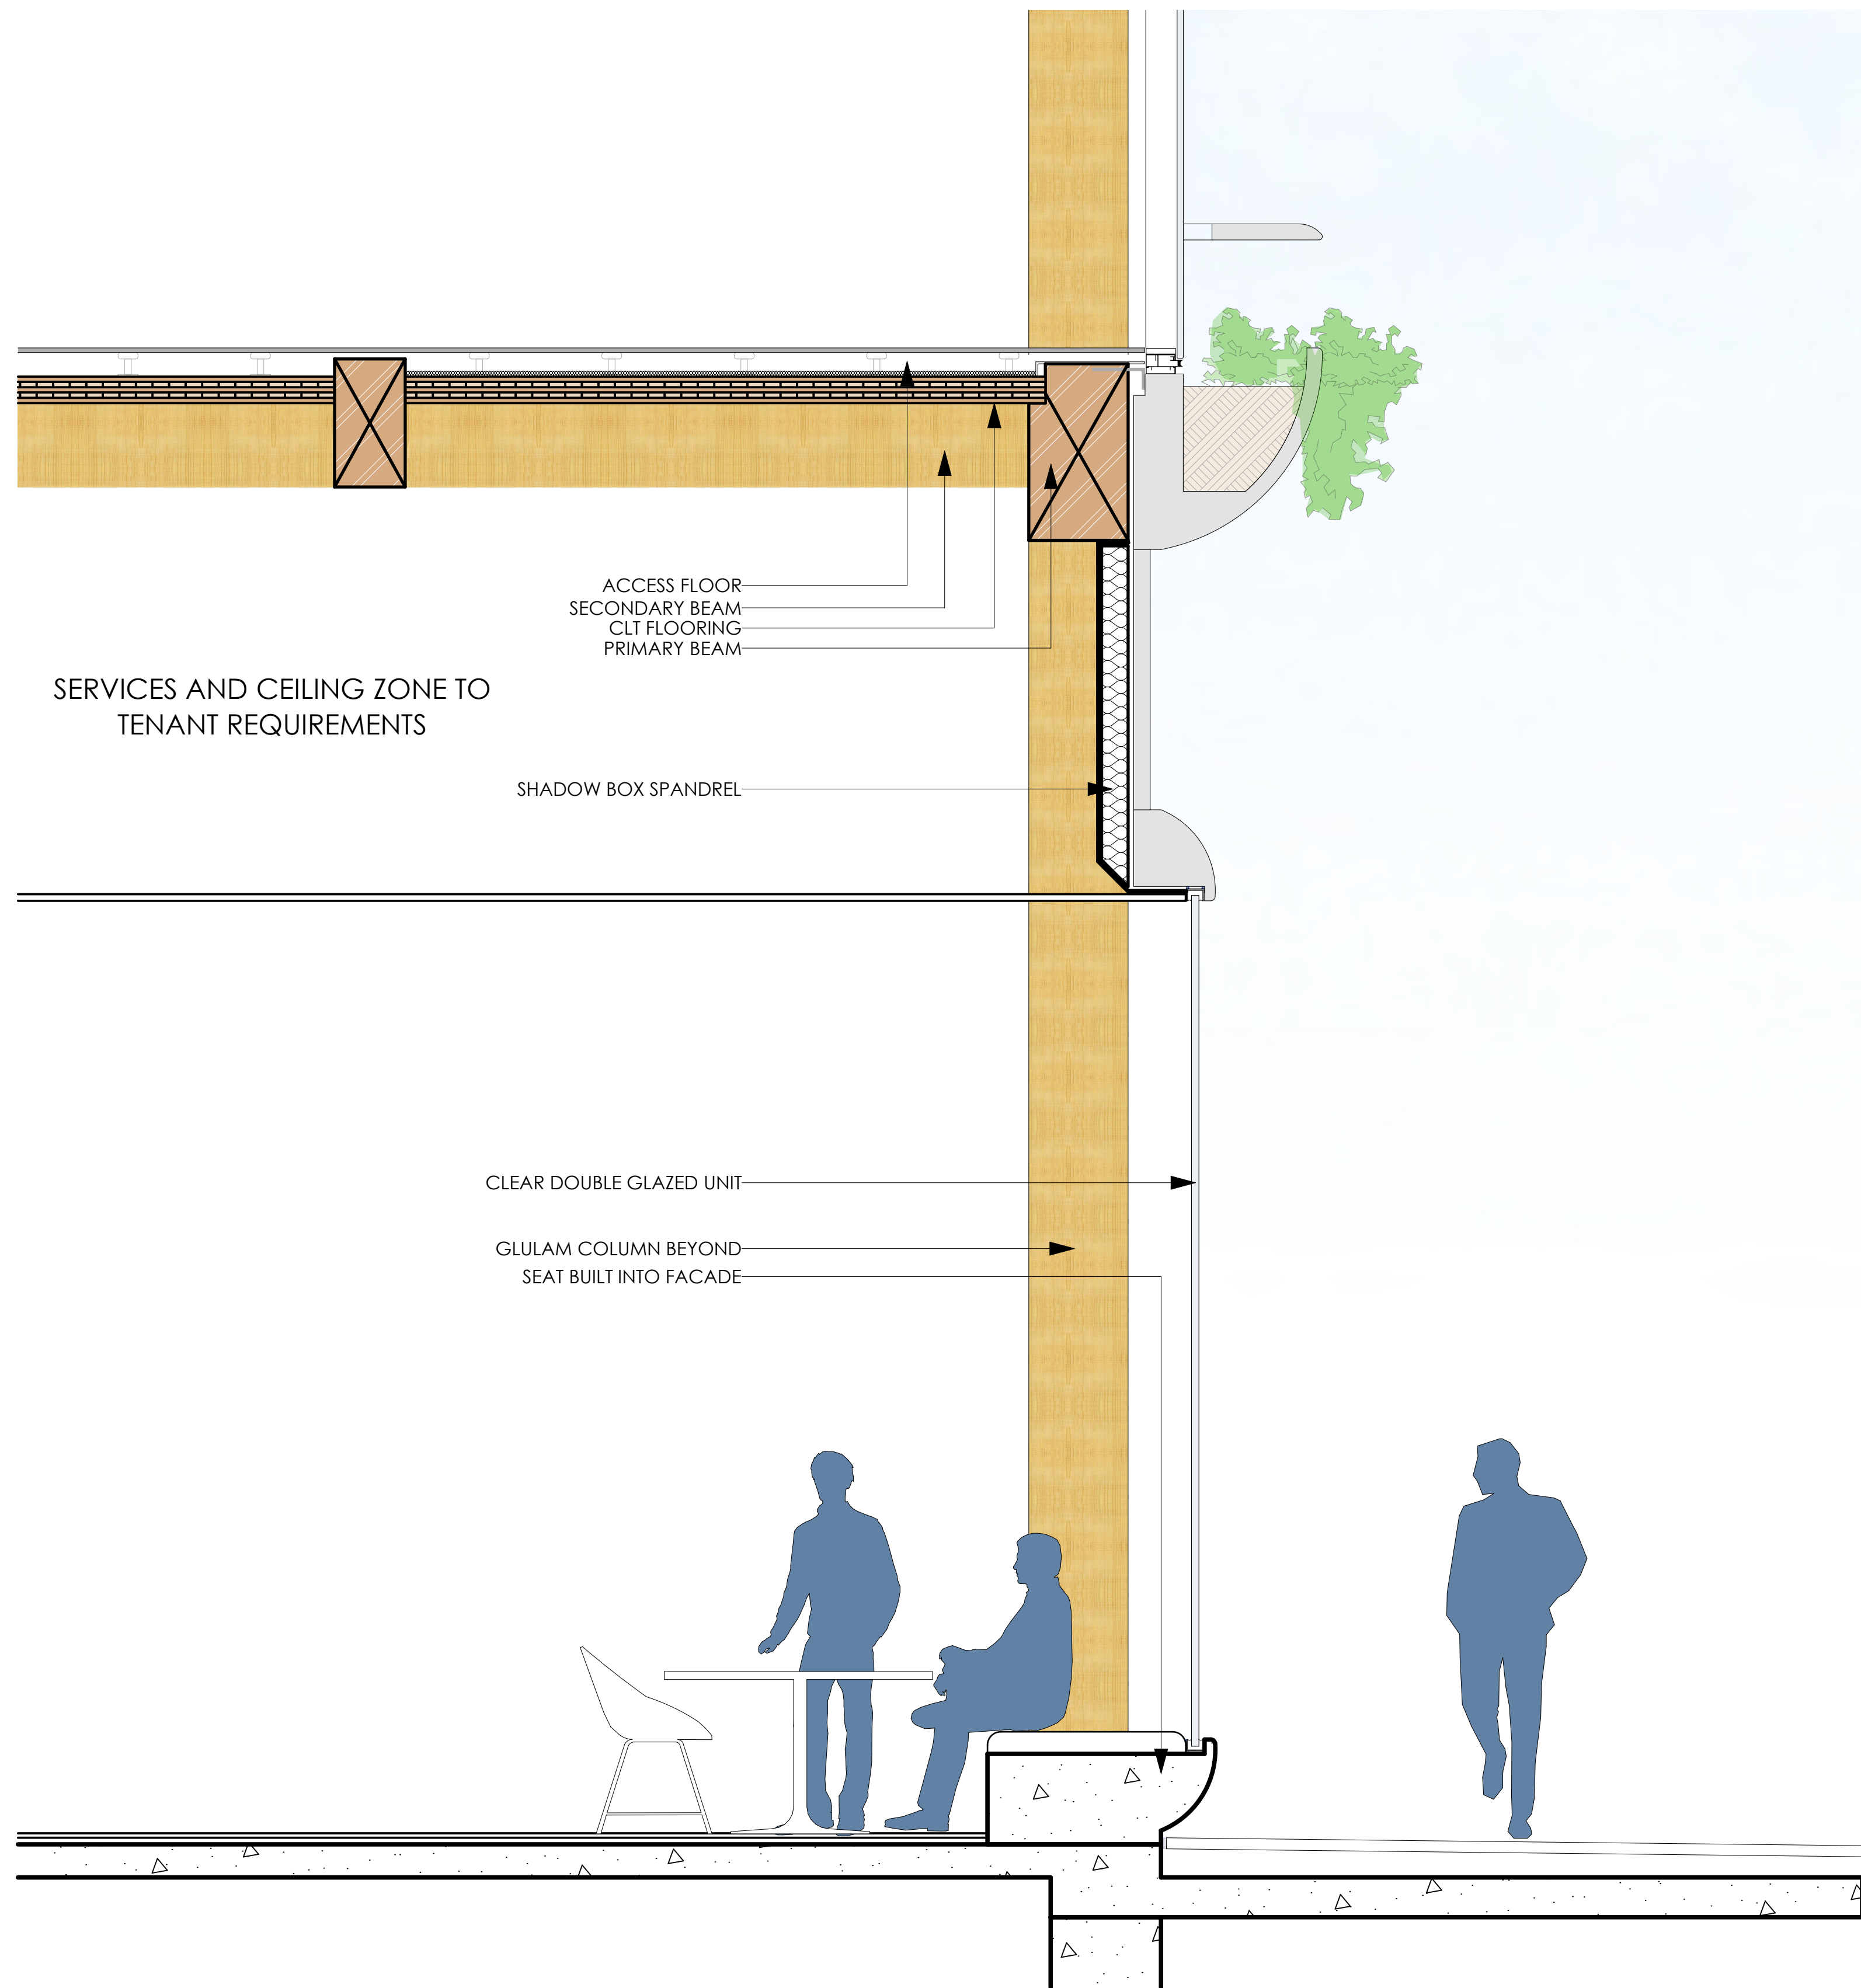 ACCESS FLOOR
SECONDARY BEAM
CLT FLOORING
PRIMARY BEAM
SERVICES AND CEILING ZONE TO
TENANT REQUIREMENTS
SHADOW BOX SPANDREL
CLEAR DOUBLE GLAZED UNIT
GLULAM COLUMN BEYOND
SEAT BUILT INTO FACADE